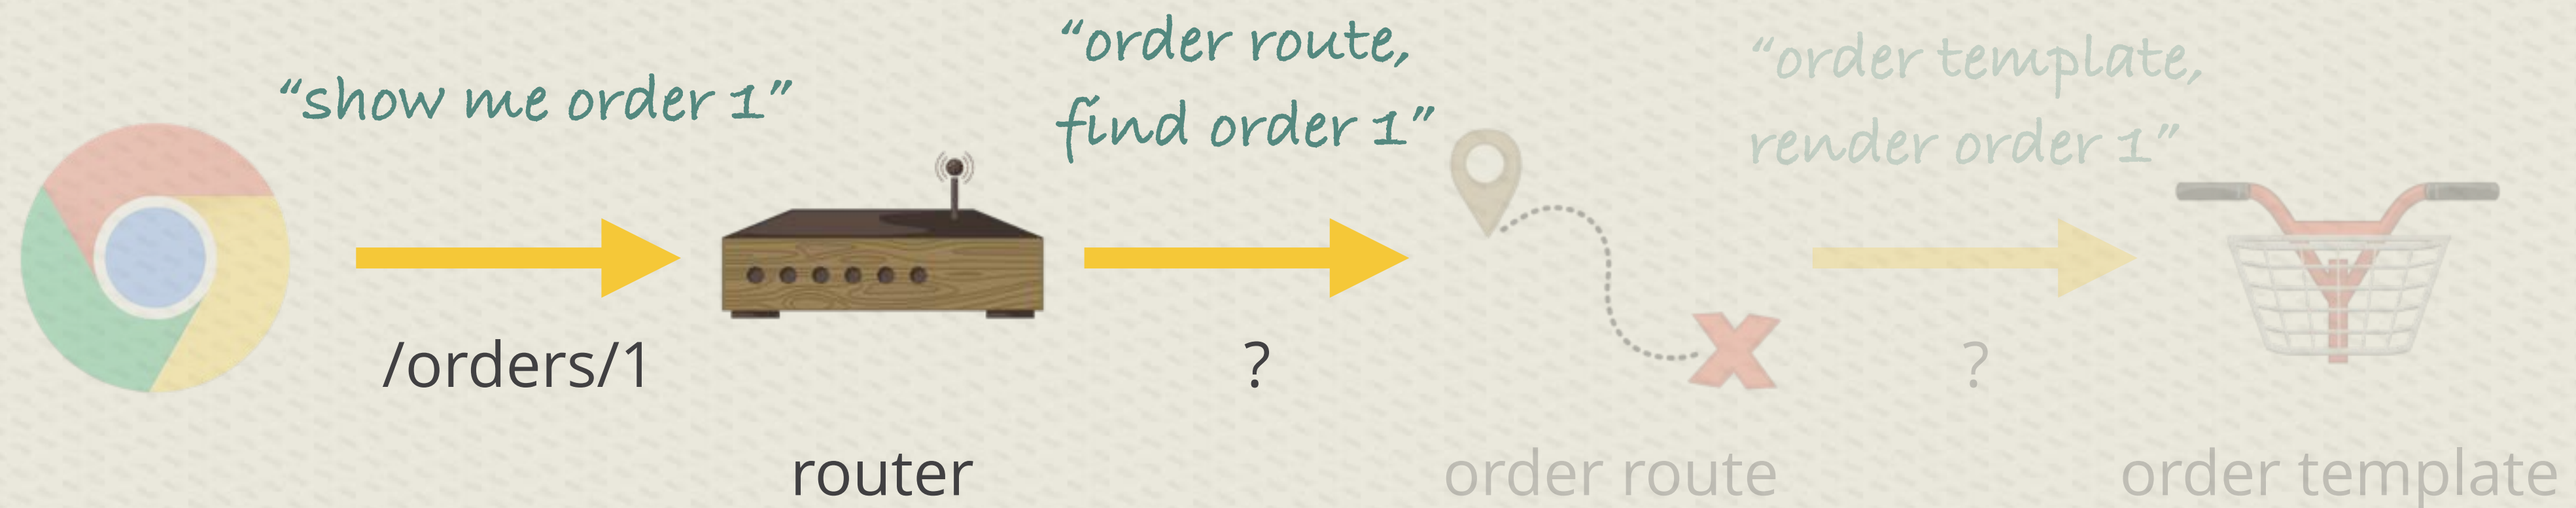 “show me order 1”
“order route,
find order 1”
“order template,
render order 1”
/orders/1
?
?
router
order route
order template